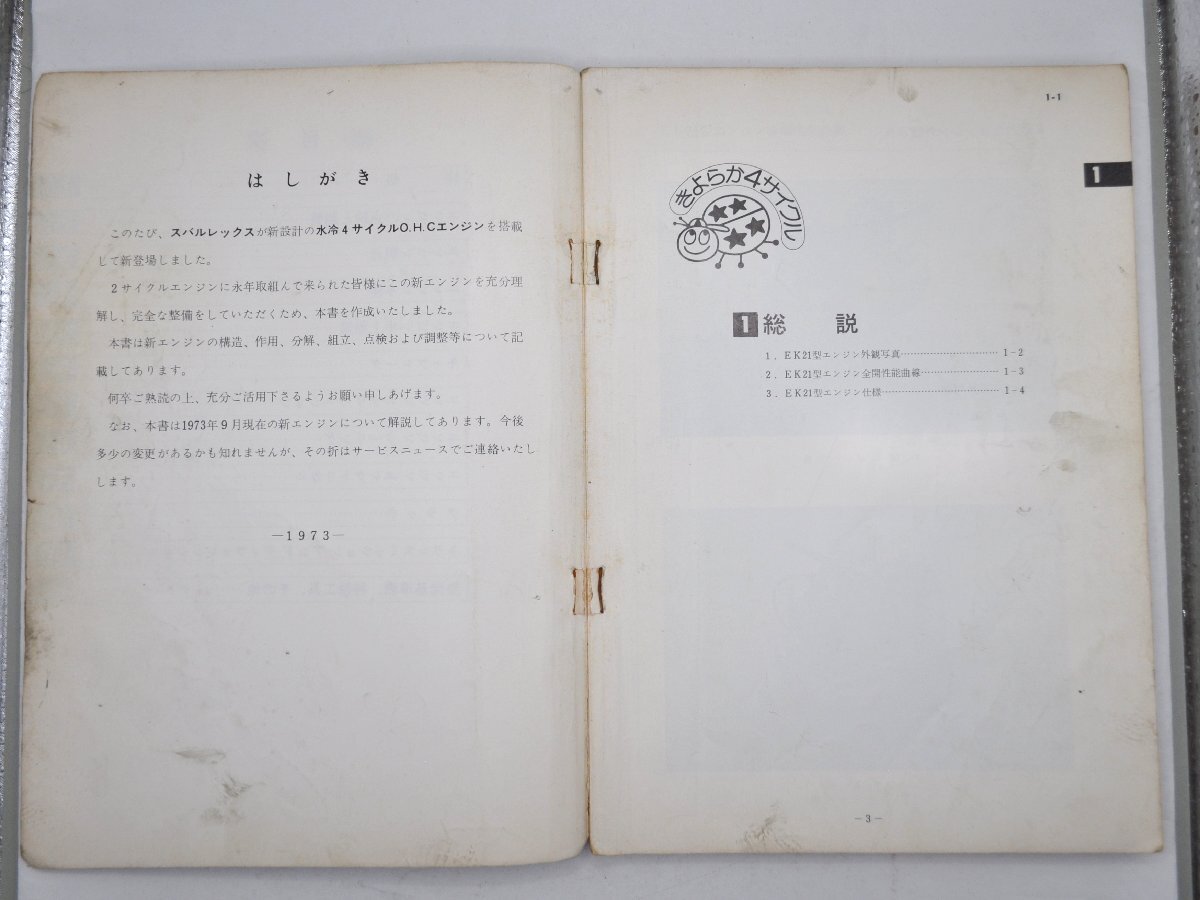 はしがき
このたび、スバルレックスが新設計の水冷4サイクルO.H.Cエンジンを搭載
して新登場しました。
2サイクルエンジンに永年取組んで来られた皆様にこの新エンジンを充分理
解し、完全な整備をしていただくため、本書を作成いたしました。
本書は新エンジンの構造、作用、分解、組立、点検および調整等について記
載してあります。
何卒ご熟読の上、充分ご活用下さるようお願い申しあげます。
なお、本書は1973年9月現在の新エンジンについて解説してあります。今後
多少の変更があるかも知れませんが、その折はサービスニュースでご連絡いたし
します。
—1973—
1-1
1
きよらか4サイクル
1 総説
1. EK21型エンジン外観写真……………………………1-2
2. EK21型エンジン全開性能曲線………………………1-3
3. EK21型エンジン仕様…………………………………1-4
—3—